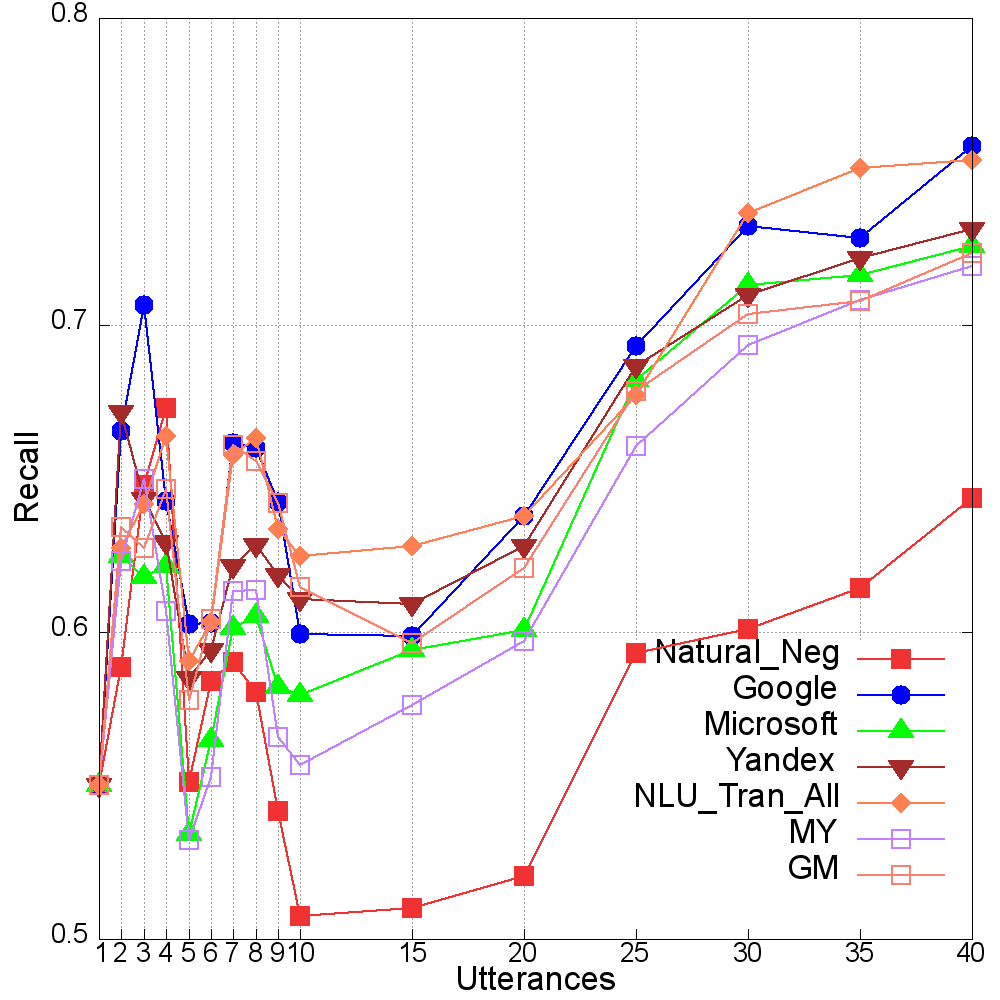 0.8
0.7
0.6
0.5
Recall
Natural_Neg
Google
Microsoft
Yandex
NLU_Tran_All
MY
GM
1 2 3 4 5 6 7 8 9 10 15 20 25 30 35 40
Utterances